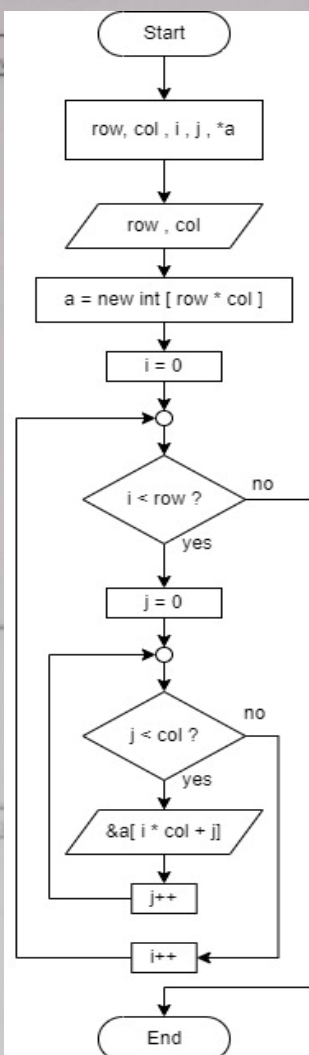 Start
row, col , i , j , *a
row , col
a = new int [ row * col ]
i = 0
i < row ?
no
yes
j = 0
j < col ?
no
yes
&a[ i * col + j]
j++
i++
End